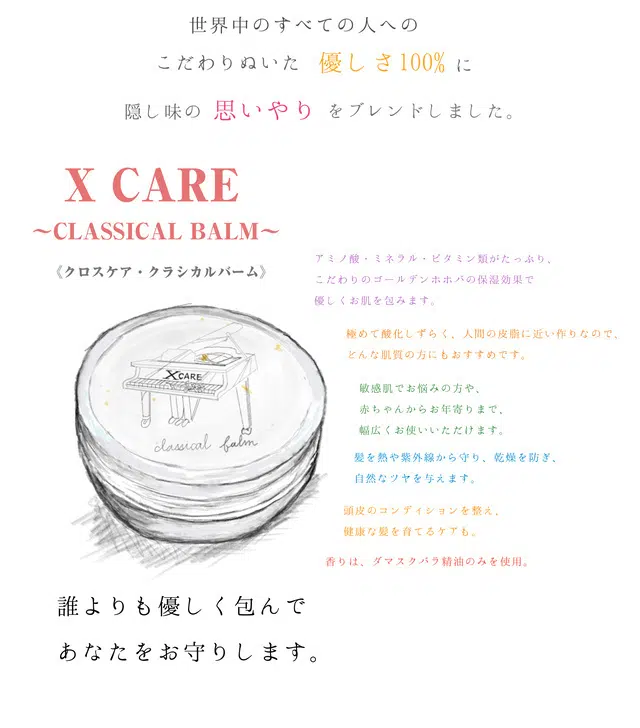 世界中のすべての人への
こだわりぬいた 優しさ100% に
隠し味の 思いやり をブレンドしました。
X CARE
～CLASSICAL BALM～
《クロスケア・クラシカルバーム》
アミノ酸・ミネラル・ビタミン類がたっぷり、
こだわりのゴールデンホホバの保湿効果で
優しくお肌を包みます。
極めて酸化しずらく、人間の皮脂に近い作りなので、
どんな肌質の方にもおすすめです。
敏感肌でお悩みの方や、
赤ちゃんからお年寄りまで、
幅広くお使いいただけます。
髪を熱や紫外線から守り、乾燥を防ぎ、
自然なツヤを与えます。
頭皮のコンディションを整え、
健康な髪を育てるケアも、
香りは、ダマスクバラ精油のみを使用。
X CARE
classical balm
誰よりも優しく包んで
あなたをお守りします。